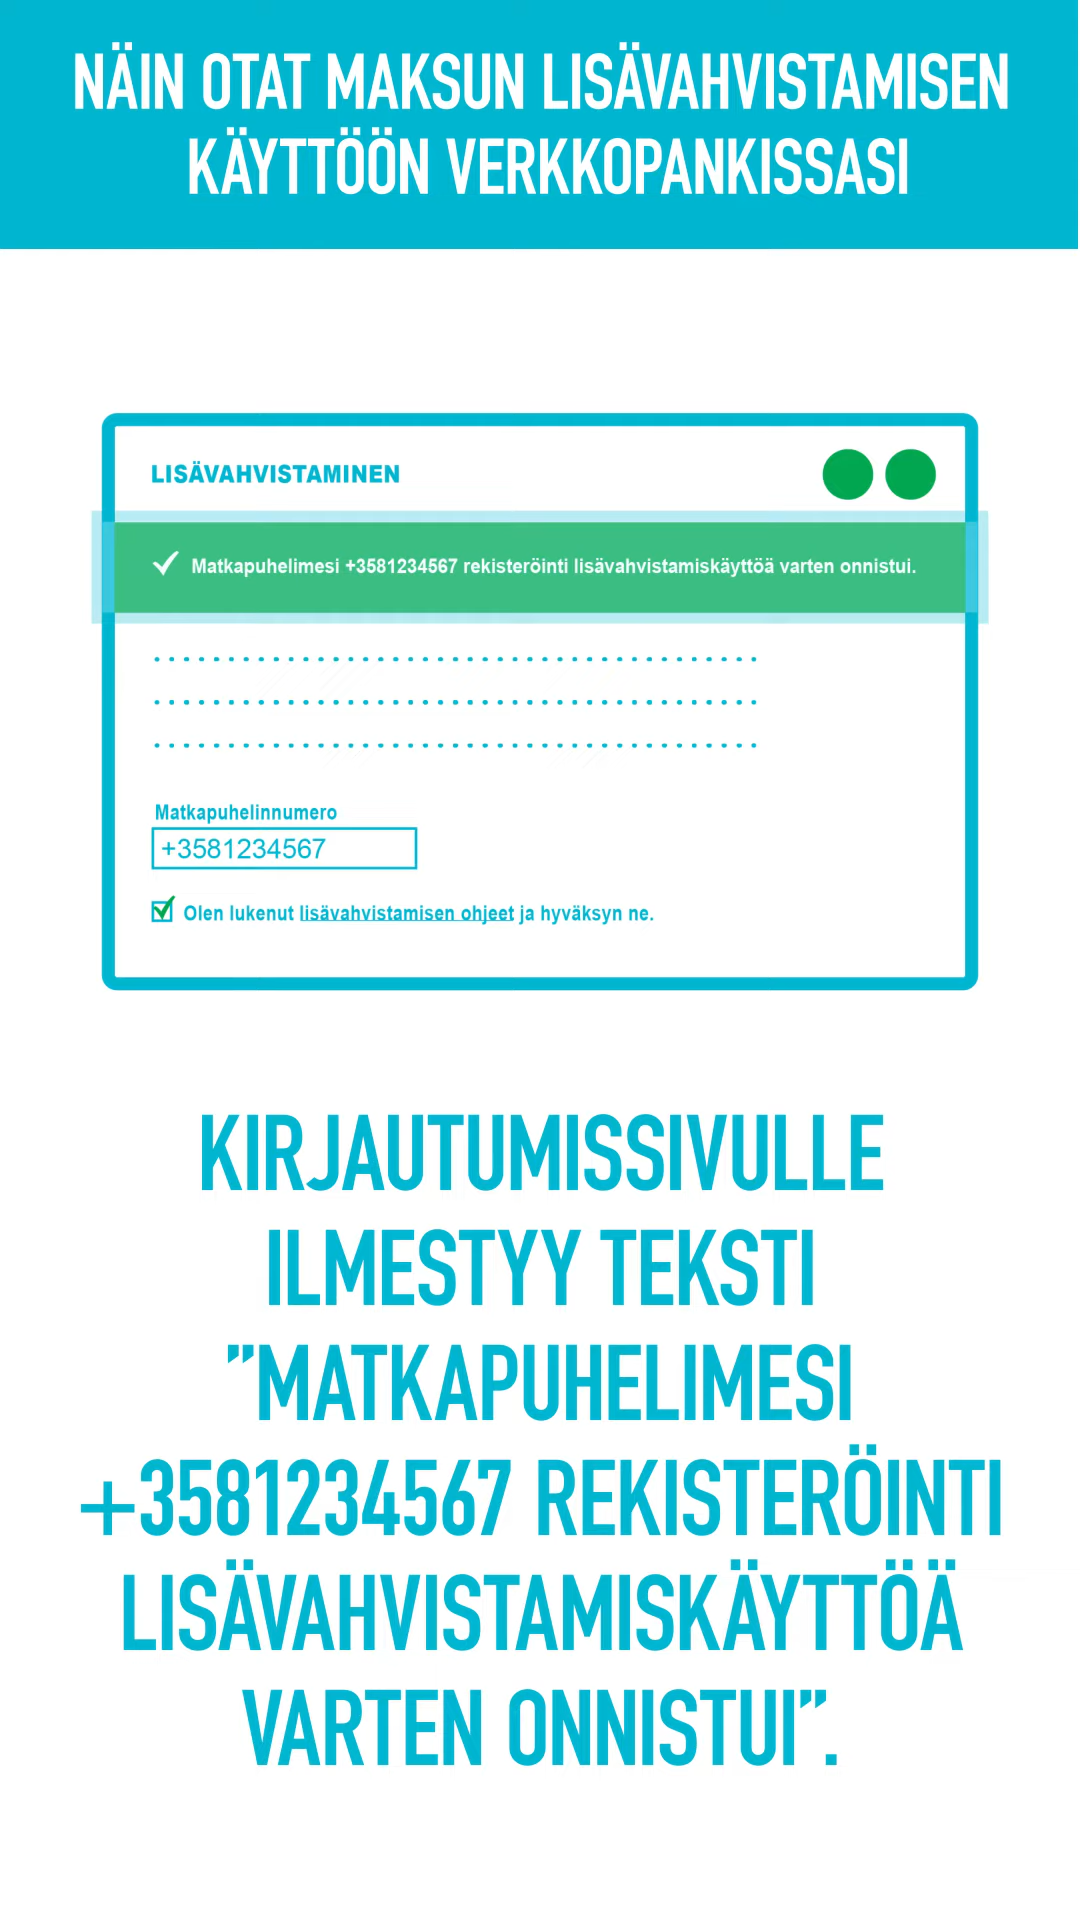 NÄIN OTAT MAKSUN LISÄVAHVISTAMISEN
KÄYTTÖÖN VERKKOPANKISSASI
LISÄVAHVISTAMINEN
Matkapuhelimesi +3581234567 rekisteröinti lisävahvistamiskäyttöä varten onnistui.
Matkapuhelinnumero
+3581234567
Olen lukenut lisävahvistamisen ohjeet ja hyväksyn ne.
KIRJAUTUMISSIVULLE
ILMESTYY TEKSTI
”MATKAPUHELIMESI
+3581234567 REKISTERÖINTI
LISÄVAHVISTAMISKÄYTTÖÄ
VARTEN ONNISTUI”.